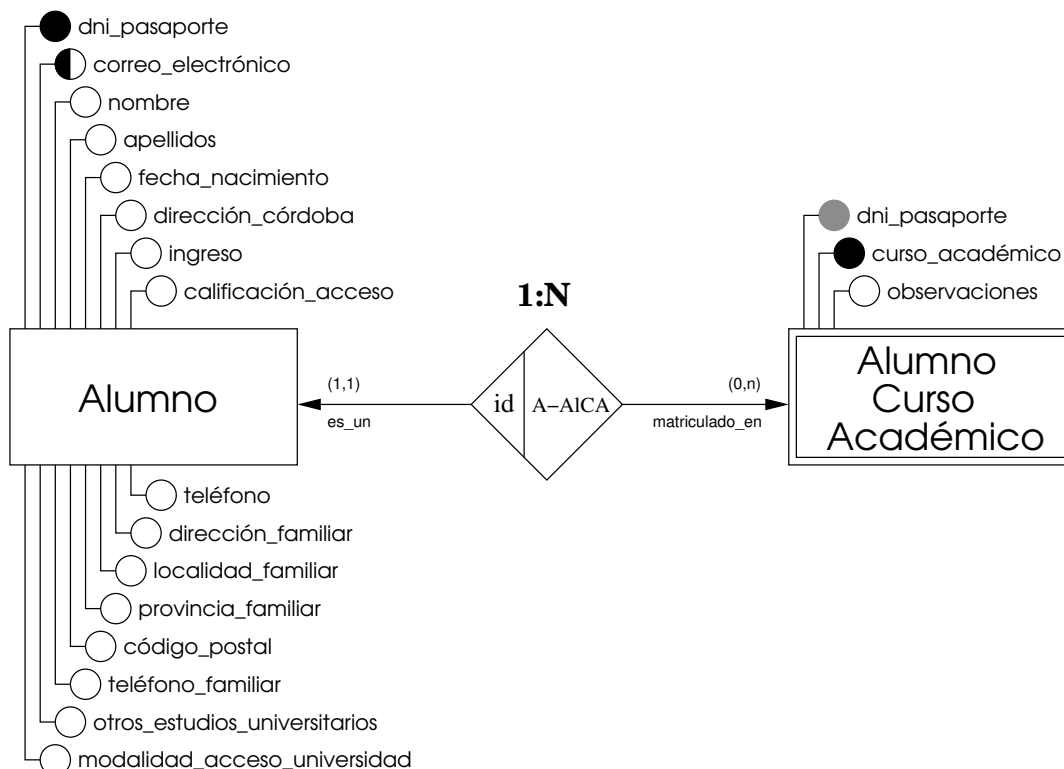 dni_pasaporte
correo_electrónico
nombre
apellidos
fecha_nacimiento
dirección_córdoba
ingreso
calificación_acceso
Alumno
teléfono
dirección_familiar
localidad_familiar
provincia_familiar
código_postal
teléfono_familiar
otros_estudios_universitarios
modalidad_acceso_universidad
1:N
(1,1)
es_un
id
A−AlCA
(0,n)
matriculado_en
dni_pasaporte
curso_académico
observaciones
Alumno
Curso
Académico